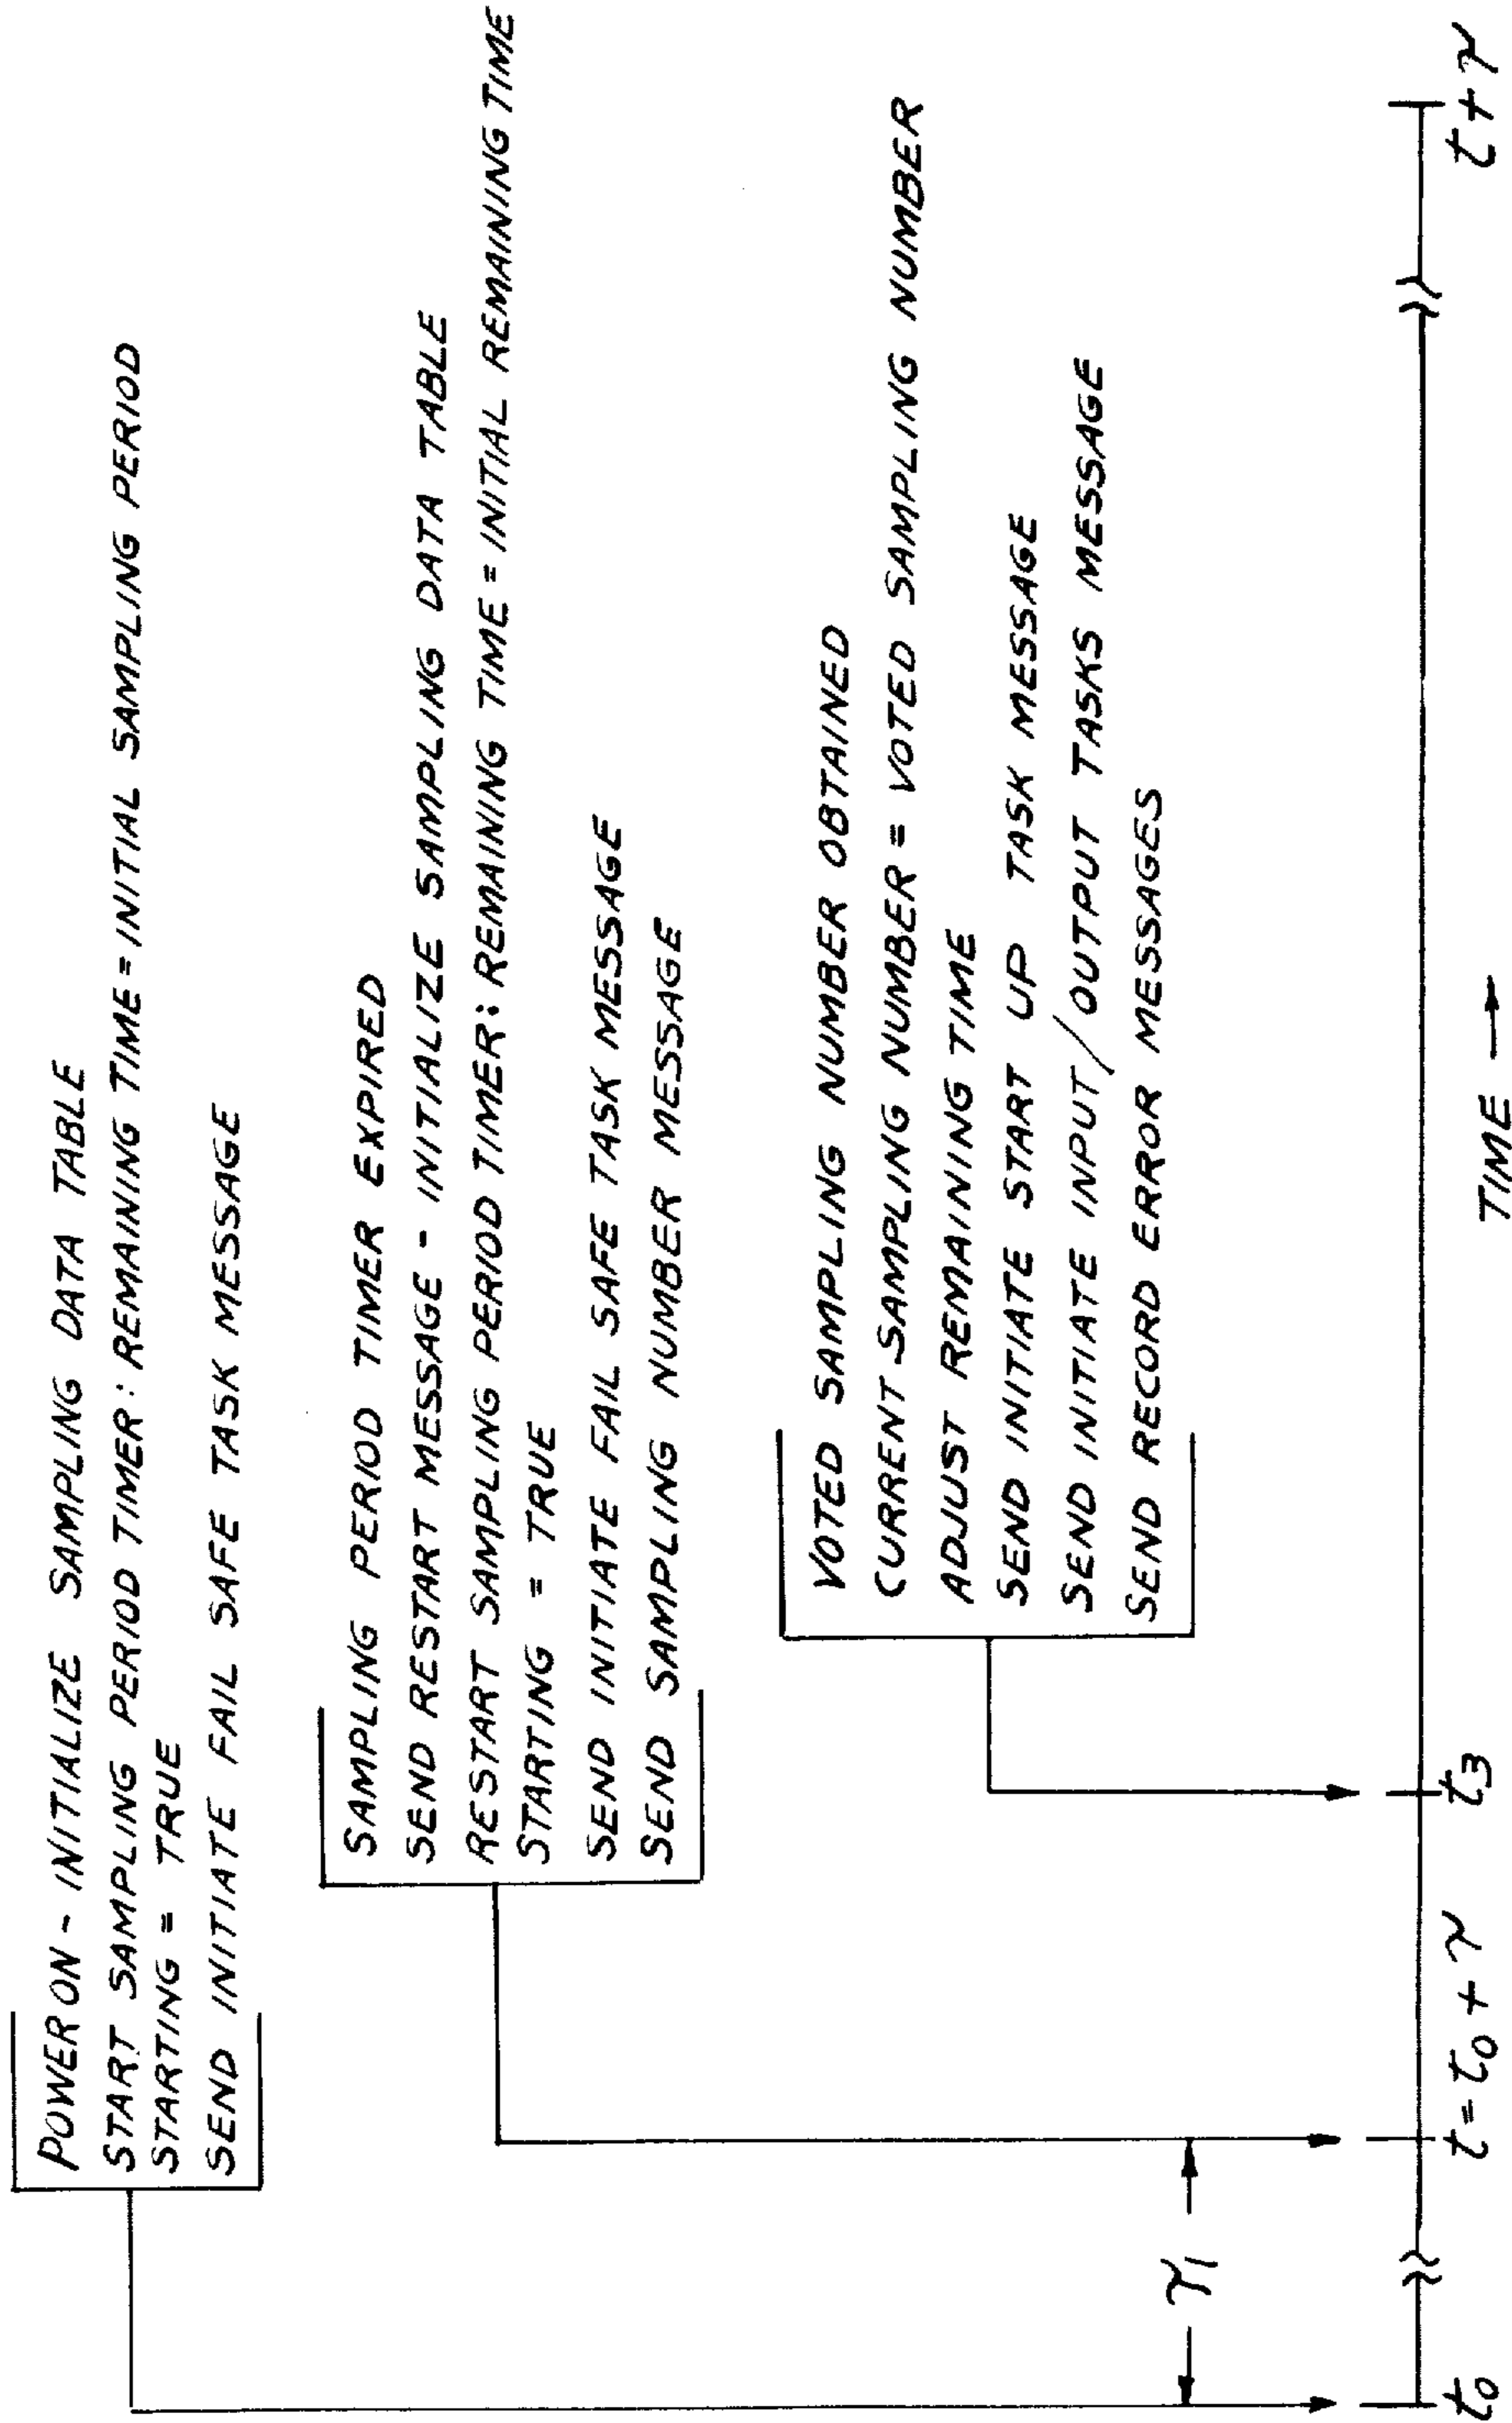 POWER ON - INITIALIZE SAMPLING DATA TABLE
START SAMPLING PERIOD TIMER: REMAINING TIME = INITIAL SAMPLING PERIOD
STARTING = TRUE
SEND INITIATE FAIL SAFE TASK MESSAGE
SAMPLING PERIOD TIMER EXPIRED
SEND RESTART MESSAGE - INITIALIZE SAMPLING DATA TABLE
RESTART SAMPLING PERIOD TIMER: REMAINING TIME = INITIAL REMAINING TIME
STARTING = TRUE
SEND INITIATE FAIL SAFE TASK MESSAGE
SEND SAMPLING NUMBER MESSAGE
VOTED SAMPLING NUMBER OBTAINED
CURRENT SAMPLING NUMBER = VOTED SAMPLING NUMBER
ADJUST REMAINING TIME
SEND INITIATE START UP TASK MESSAGE
SEND INITIATE INPUT/OUTPUT TASKS MESSAGE
SEND RECORD ERROR MESSAGES
τ1
t0 t = t0 + τ t3 t + τ
TIME →